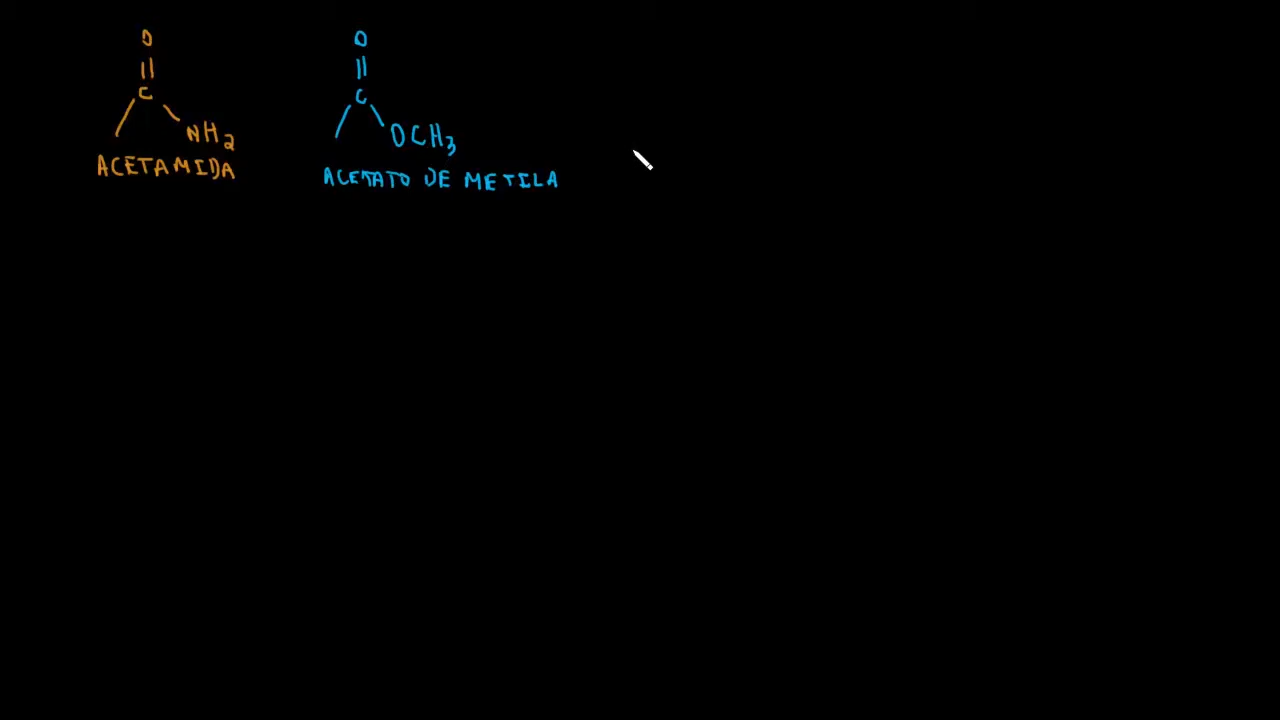 O O
|| ||
C C
NH2 OCH3
ACETAMIDA ACETATO DE METILA